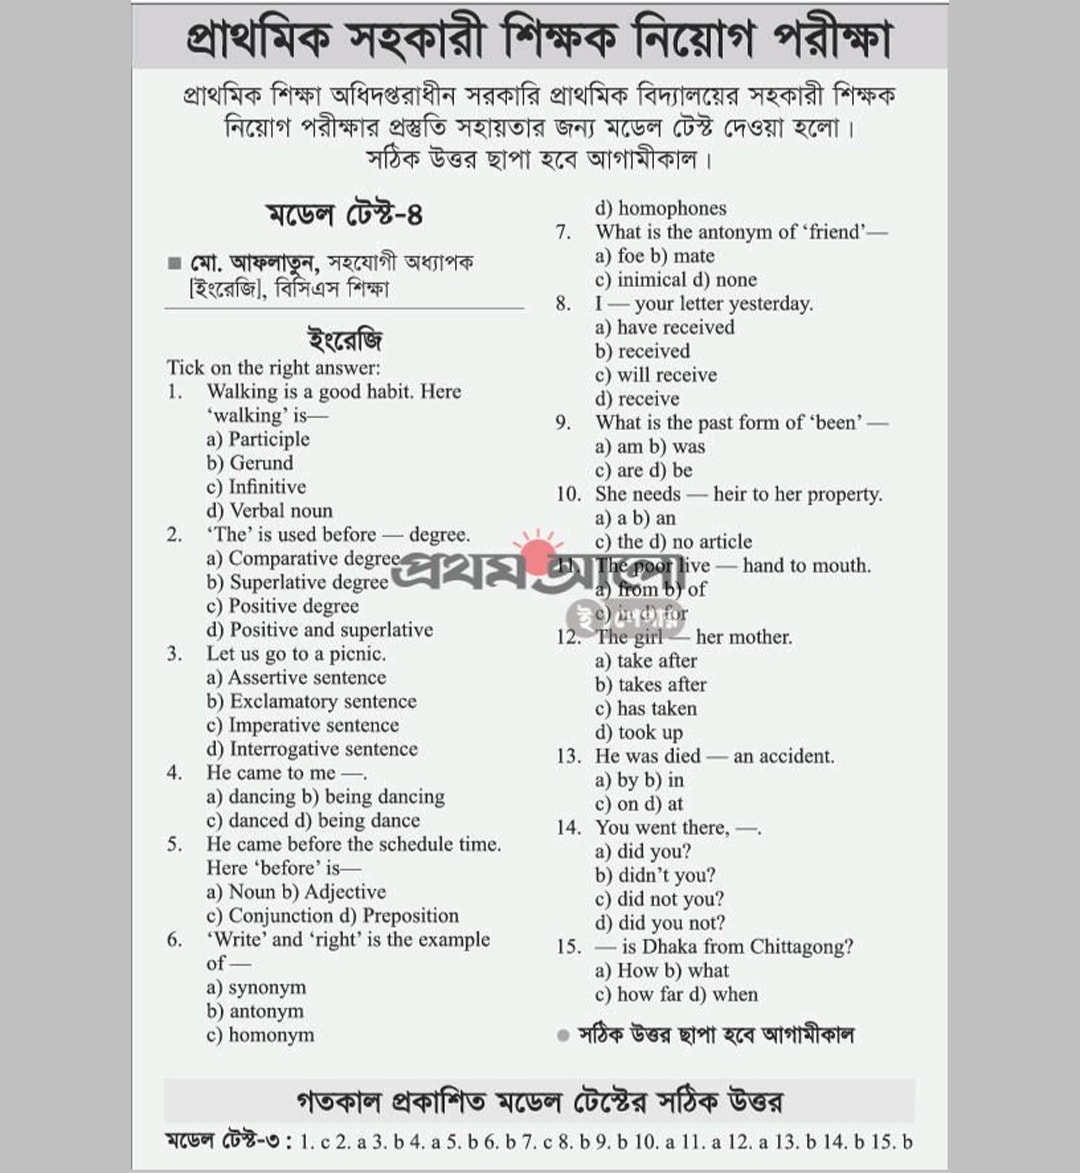 প্রাথমিক সহকারী শিক্ষক নিয়োগ পরীক্ষা
প্রাথমিক শিক্ষা অধিদপ্তরাধীন সরকারি প্রাথমিক বিদ্যালয়ের সহকারী শিক্ষক
নিয়োগ পরীক্ষার প্রস্তুতি সহায়তার জন্য মডেল টেস্ট দেওয়া হলো।
সঠিক উত্তর ছাপা হবে আগামীকাল।
মডেল টেস্ট-৪
■ মো. আফলাতুন, সহযোগী অধ্যাপক
[ইংরেজি], বিসিএস শিক্ষা
ইংরেজি
Tick on the right answer:
1. Walking is a good habit. Here
‘walking’ is—
a) Participle
b) Gerund
c) Infinitive
d) Verbal noun
2. ‘The’ is used before — degree.
a) Comparative degree
b) Superlative degree
c) Positive degree
d) Positive and superlative
3. Let us go to a picnic.
a) Assertive sentence
b) Exclamatory sentence
c) Imperative sentence
d) Interrogative sentence
4. He came to me —.
a) dancing b) being dancing
c) danced d) being dance
5. He came before the schedule time.
Here ‘before’ is—
a) Noun b) Adjective
c) Conjunction d) Preposition
6. ‘Write’ and ‘right’ is the example
of —
a) synonym
b) antonym
c) homonym
d) homophones
7. What is the antonym of ‘friend’—
a) foe b) mate
c) inimical d) none
8. I — your letter yesterday.
a) have received
b) received
c) will receive
d) receive
9. What is the past form of ‘been’ —
a) am b) was
c) are d) be
10. She needs — heir to her property.
a) a b) an
c) the d) no article
11. The poor live — hand to mouth.
a) from b) of
c) in d) for
12. The girl — her mother.
a) take after
b) takes after
c) has taken
d) took up
13. He was died — an accident.
a) by b) in
c) on d) at
14. You went there, —.
a) did you?
b) didn’t you?
c) did not you?
d) did you not?
15. — is Dhaka from Chittagong?
a) How b) what
c) how far d) when
● সঠিক উত্তর ছাপা হবে আগামীকাল
প্রথম আলো
ই পেপার
গতকাল প্রকাশিত মডেল টেস্টের সঠিক উত্তর
মডেল টেস্ট-৩ : 1. c 2. a 3. b 4. a 5. b 6. b 7. c 8. b 9. b 10. a 11. a 12. a 13. b 14. b 15. b